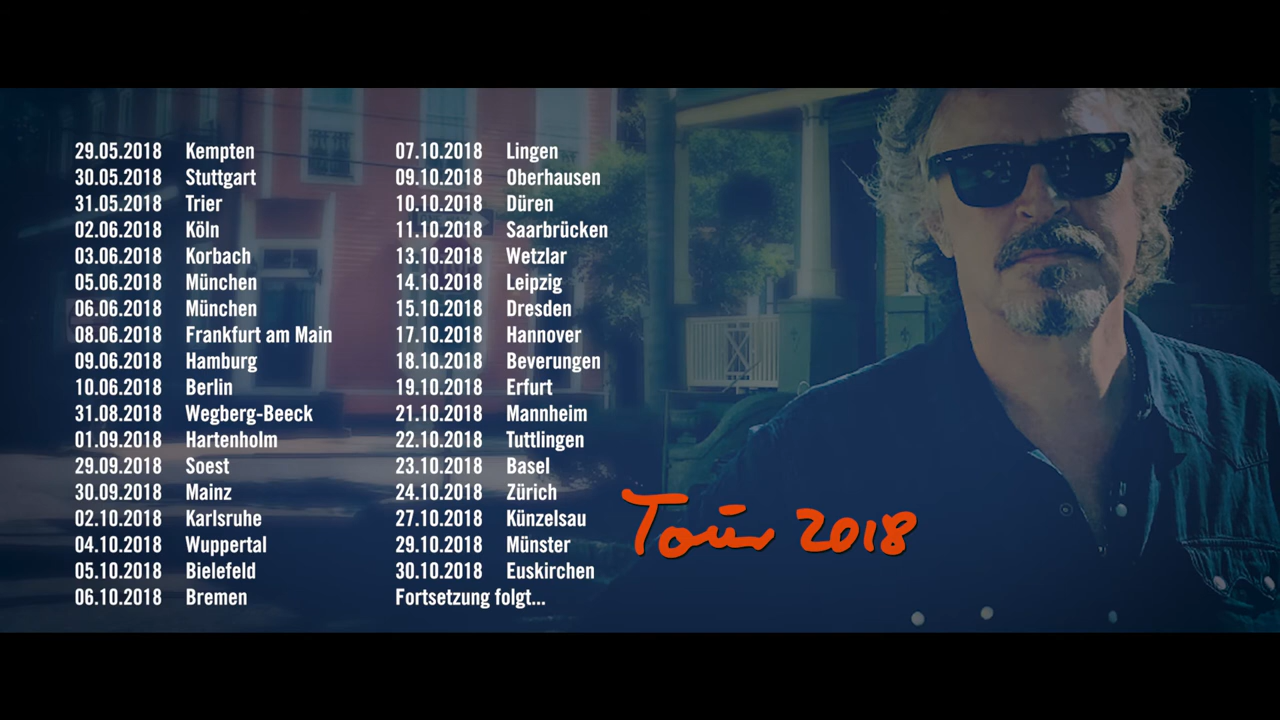 29.05.2018 Kempten
30.05.2018 Stuttgart
31.05.2018 Trier
02.06.2018 Köln
03.06.2018 Korbach
05.06.2018 München
06.06.2018 München
08.06.2018 Frankfurt am Main
09.06.2018 Hamburg
10.06.2018 Berlin
31.08.2018 Wegberg-Beeck
01.09.2018 Hartenholm
29.09.2018 Soest
30.09.2018 Mainz
02.10.2018 Karlsruhe
04.10.2018 Wuppertal
05.10.2018 Bielefeld
06.10.2018 Bremen
07.10.2018 Lingen
09.10.2018 Oberhausen
10.10.2018 Düren
11.10.2018 Saarbrücken
13.10.2018 Wetzlar
14.10.2018 Leipzig
15.10.2018 Dresden
17.10.2018 Hannover
18.10.2018 Beverungen
19.10.2018 Erfurt
21.10.2018 Mannheim
22.10.2018 Tuttlingen
23.10.2018 Basel
24.10.2018 Zürich
27.10.2018 Künzelsau
29.10.2018 Münster
30.10.2018 Euskirchen
Fortsetzung folgt...
Tour 2018